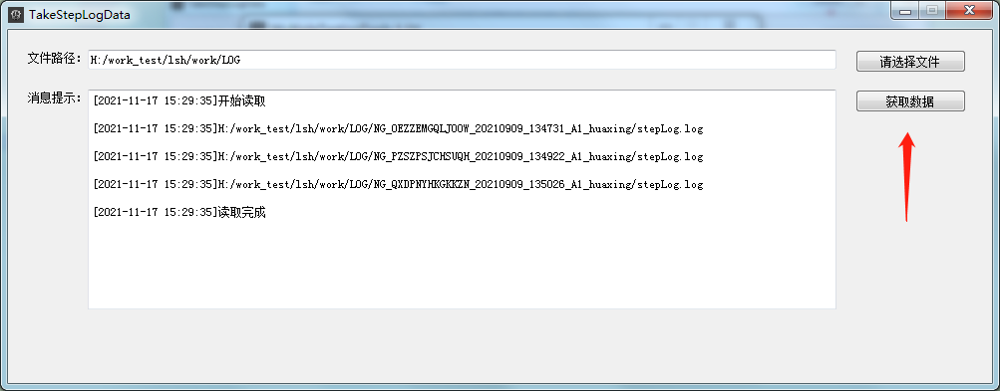 TakeStepLogData
文件路径：
H:/work_test/lsh/work/LOG
请选择文件
消息提示：
获取数据
[2021-11-17 15:29:35]开始读取
[2021-11-17 15:29:35]H:/work_test/lsh/work/LOG/NG_OEZZEMGQLJOOW_20210909_134731_A1_huaxing/stepLog.log
[2021-11-17 15:29:35]H:/work_test/lsh/work/LOG/NG_PZSZPSJCHSUQH_20210909_134922_A1_huaxing/stepLog.log
[2021-11-17 15:29:35]H:/work_test/lsh/work/LOG/NG_QXDPNYHKGKKZN_20210909_135026_A1_huaxing/stepLog.log
[2021-11-17 15:29:35]读取完成